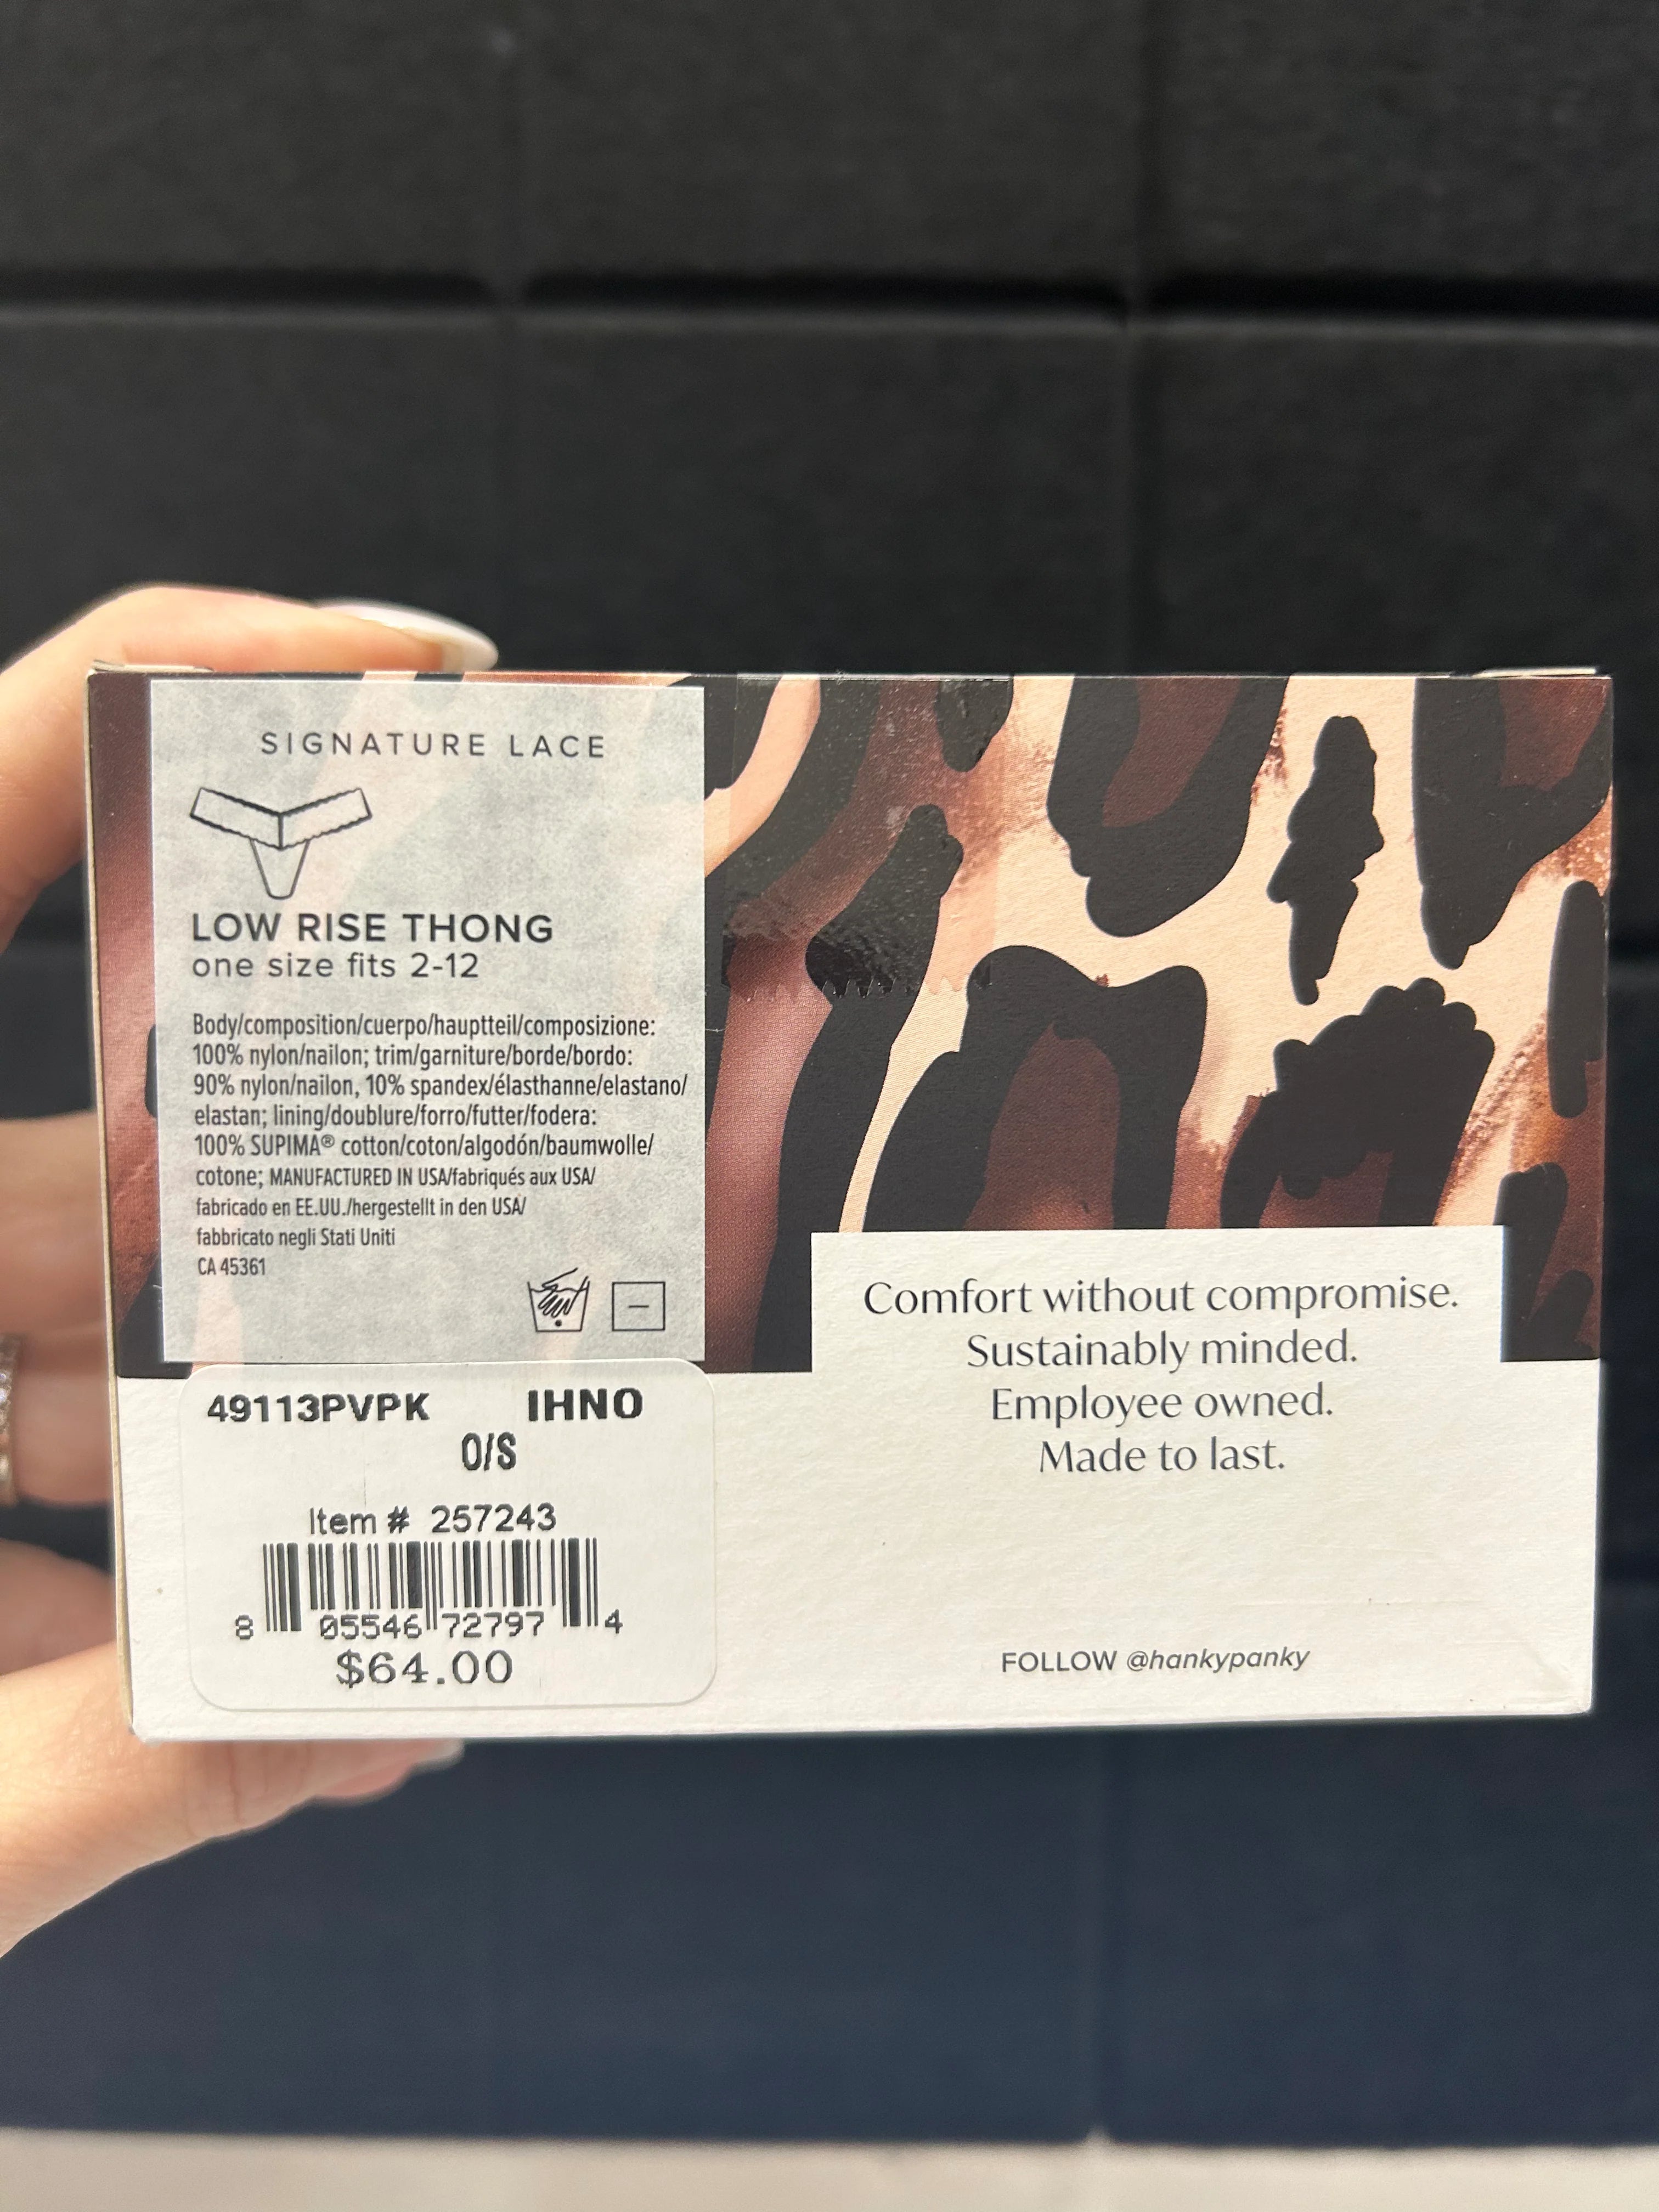 SIGNATURE LACE
LOW RISE THONG
one size fits 2-12
Body/composition/cuerpo/hauptteil/composizione:
100% nylon/nailon; trim/garniture/borde/bordo:
90% nylon/nailon, 10% spandex/élasthanne/elastano/
elastan; lining/doublure/forro/futter/fodera:
100% SUPIMA® cotton/coton/algodón/baumwolle/
cotone; MANUFACTURED IN USA/fabriqués aux USA/
fabricado en EE.UU./hergestellt in den USA/
fabbricato negli Stati Uniti
CA 45361
49113PVPK IHNO
O/S
Item # 257243
8 05546 72797 4
$64.00
Comfort without compromise.
Sustainably minded.
Employee owned.
Made to last.
FOLLOW @hankypanky